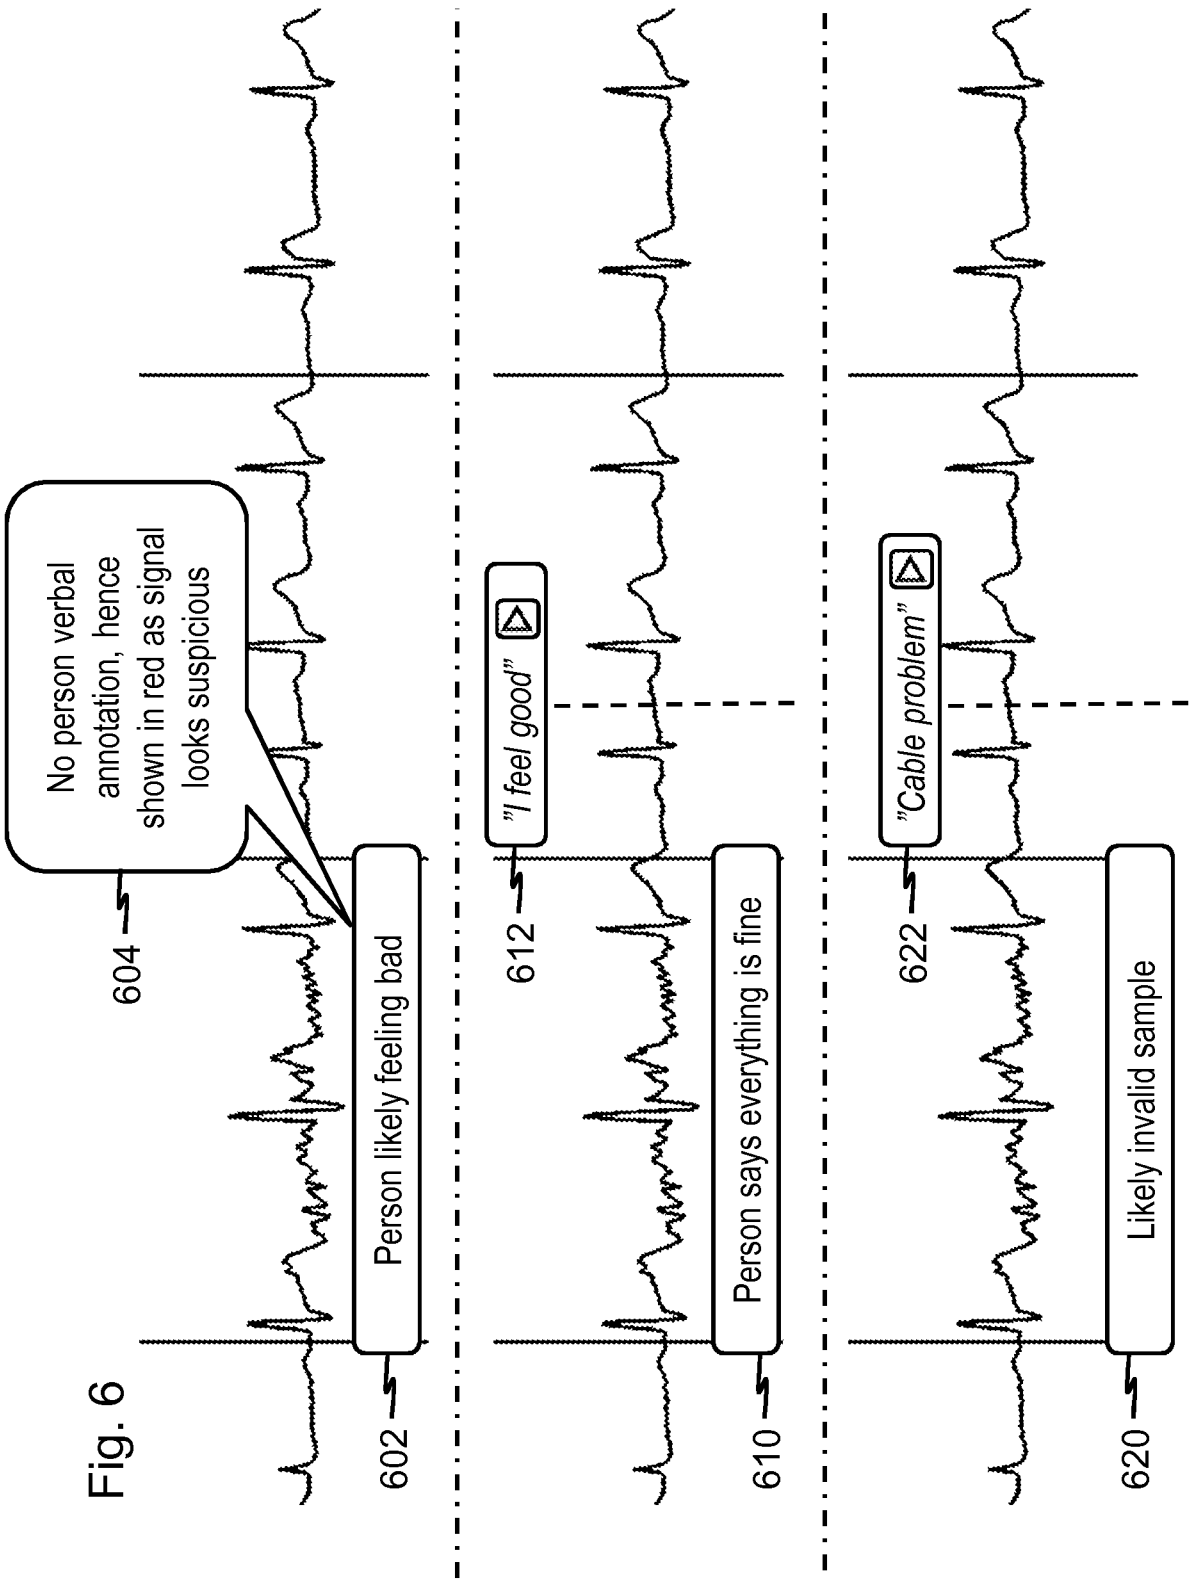 Fig. 6
604
No person verbal
annotation, hence
shown in red as signal
looks suspicious
602
Person likely feeling bad
612
"I feel good"
610
Person says everything is fine
622
"Cable problem"
620
Likely invalid sample